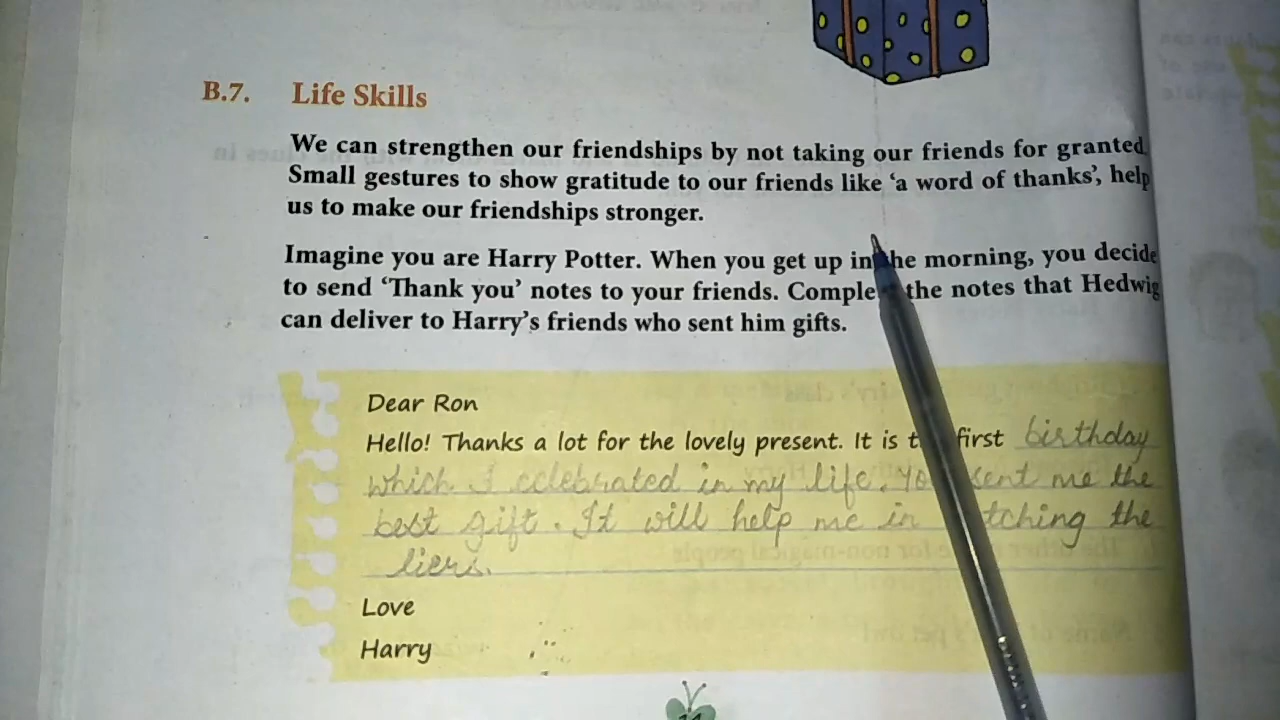 B.7. Life Skills
We can strengthen our friendships by not taking our friends for granted
Small gestures to show gratitude to our friends like ‘a word of thanks’, help
us to make our friendships stronger.
Imagine you are Harry Potter. When you get up in the morning, you decide
to send ‘Thank you’ notes to your friends. Complete the notes that Hedwig
can deliver to Harry's friends who sent him gifts.
Dear Ron
Hello! Thanks a lot for the lovely present. It is the first birthday
which I celebrated in my life. You sent me the
best gift. It will help me in the
liers.
Love
Harry